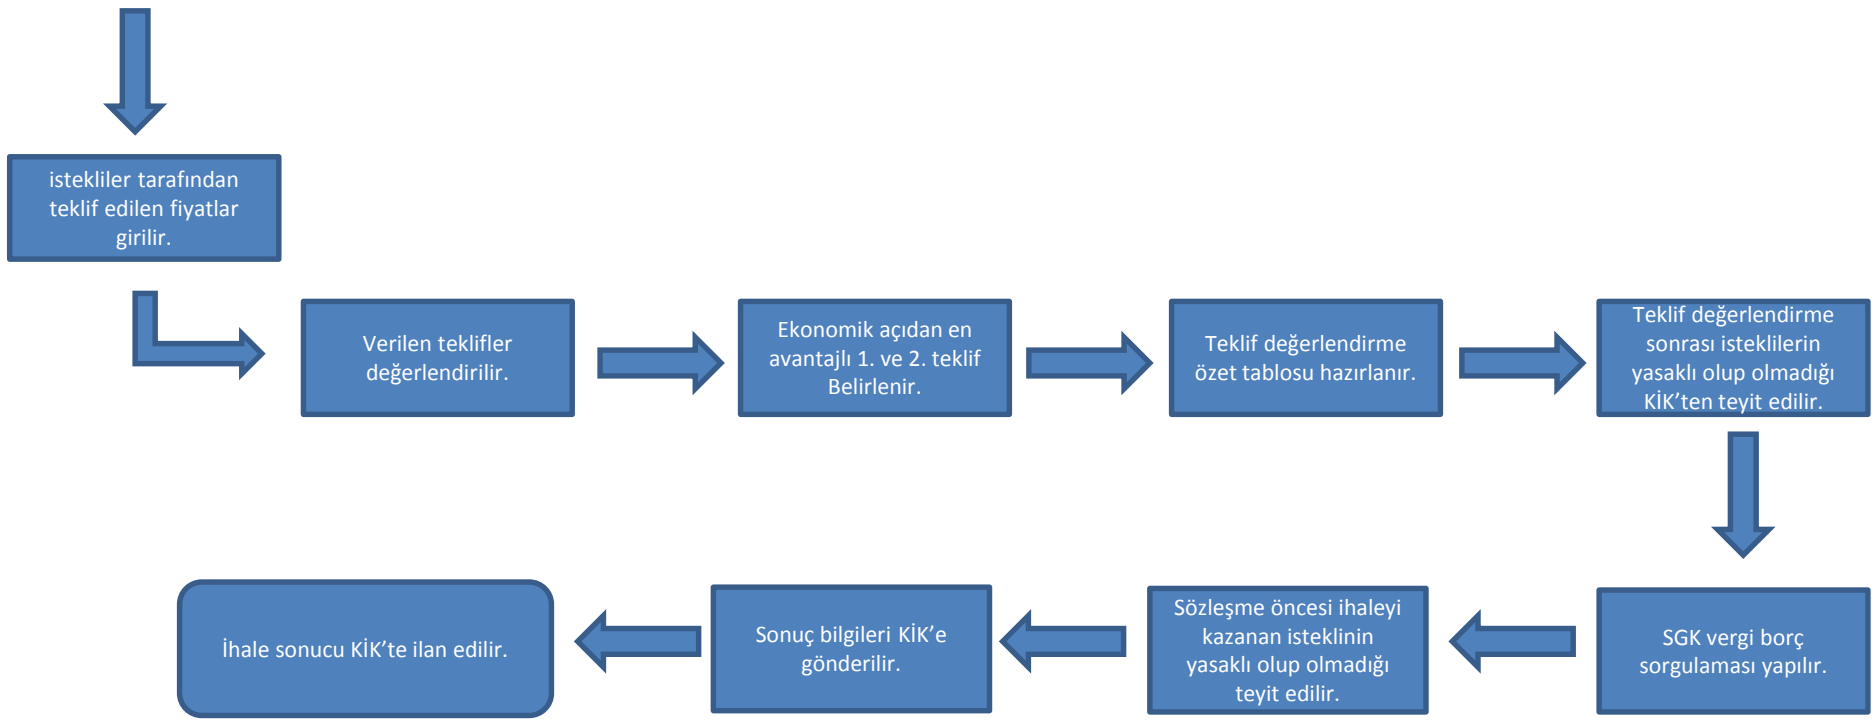 istekliler tarafından
teklif edilen fiyatlar
girilir.
Verilen teklifler
değerlendirilir.
Ekonomik açıdan en
avantajlı 1. ve 2. teklif
Belirlenir.
Teklif değerlendirme
özet tablosu hazırlanır.
Teklif değerlendirme
sonrası isteklilerin
yasaklı olup olmadığı
KİK’ten teyit edilir.
SGK vergi borç
sorgulaması yapılır.
Sözleşme öncesi ihaleyi
kazanan isteklinin
yasaklı olup olmadığı
teyit edilir.
Sonuç bilgileri KİK’e
gönderilir.
İhale sonucu KİK’te ilan edilir.